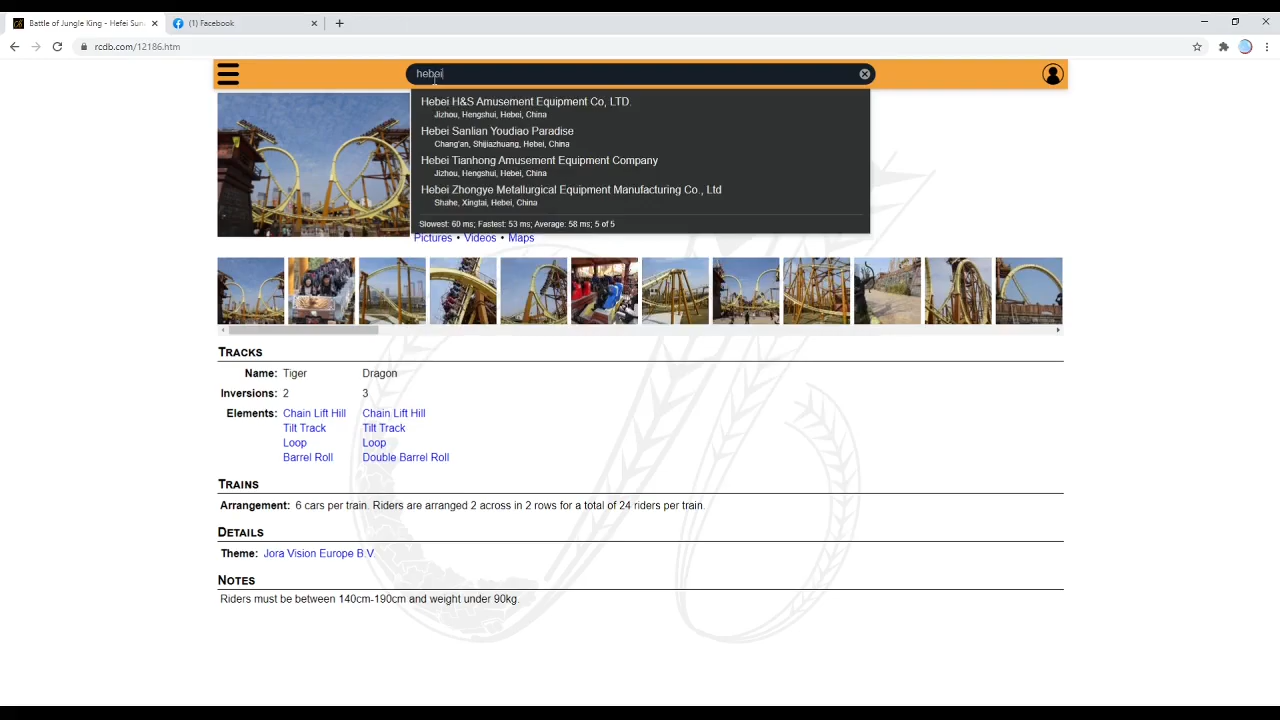 Battle of Jungle King - Hefei Sun
(1) Facebook
rcdb.com/12186.htm
hebei
Hebei H&S Amusement Equipment Co, LTD.
Jizhou, Hengshui, Hebei, China
Hebei Sanlian Youdiao Paradise
Chang'an, Shijiazhuang, Hebei, China
Hebei Tianhong Amusement Equipment Company
Jizhou, Hengshui, Hebei, China
Hebei Zhongye Metallurgical Equipment Manufacturing Co., Ltd
Shahe, Xingtai, Hebei, China
Slowest: 60 ms; Fastest: 53 ms; Average: 58 ms; 5 of 5
Pictures • Videos • Maps
TRACKS
Name: Tiger Dragon
Inversions: 2 3
Elements: Chain Lift Hill Chain Lift Hill
Tilt Track Tilt Track
Loop Loop
Barrel Roll Double Barrel Roll
TRAINS
Arrangement: 6 cars per train. Riders are arranged 2 across in 2 rows for a total of 24 riders per train.
DETAILS
Theme: Jora Vision Europe B.V.
NOTES
Riders must be between 140cm-190cm and weight under 90kg.